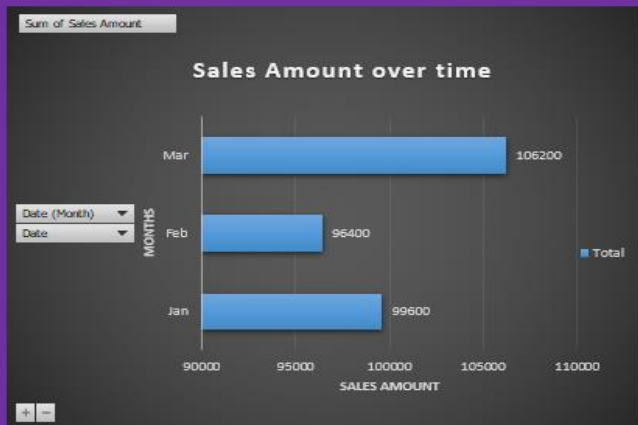 Sum of Sales Amount
Sales Amount over time
Mar
106200
Date (Month)
Date
MONTHS
Feb
96400
Total
Jan
99600
90000 95000 100000 105000 110000
SALES AMOUNT
+ −